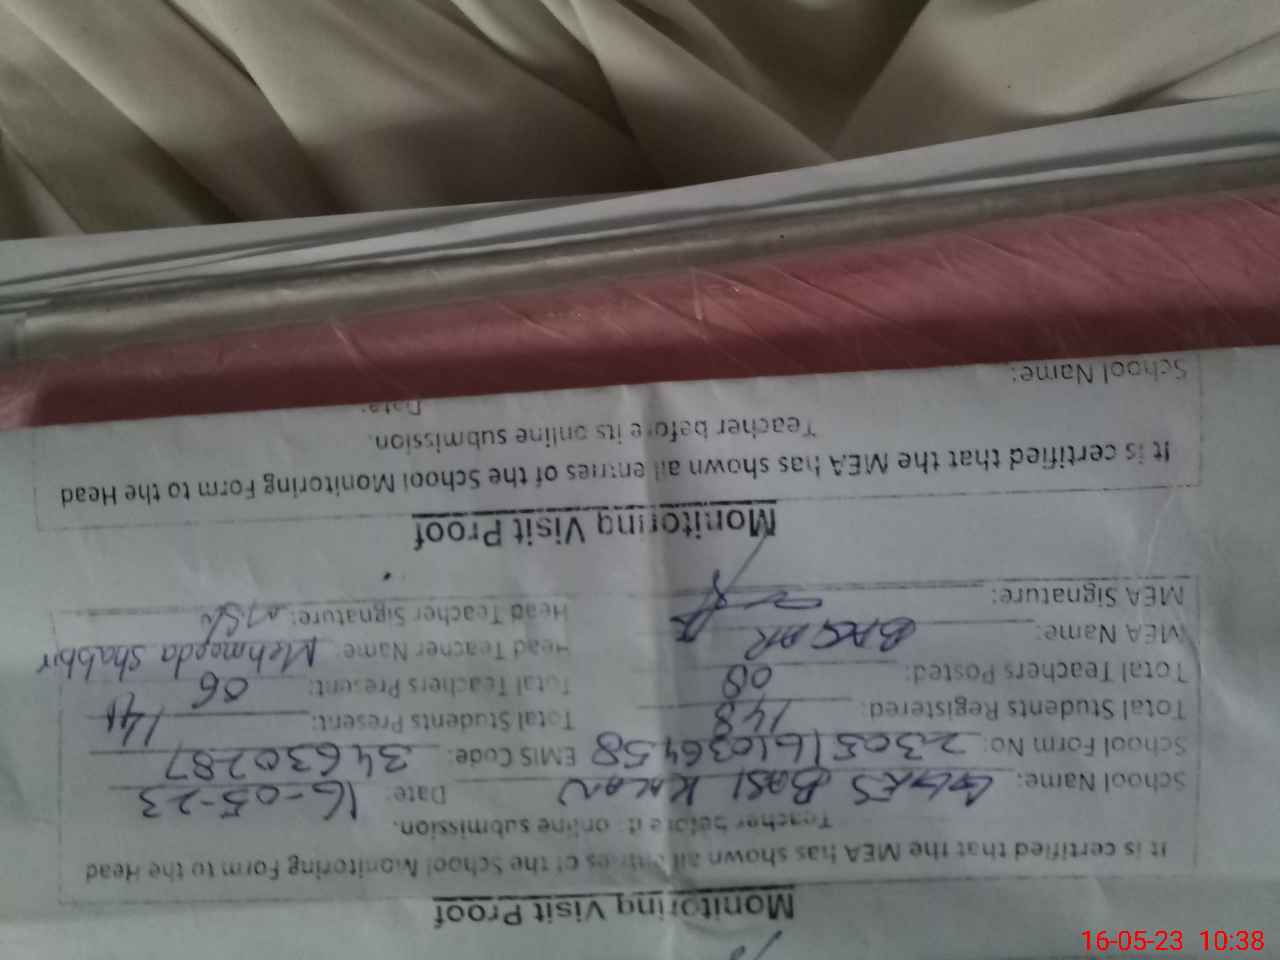 Monitoring Visit Proof
It is certified that the MEA has shown all entries of the School Monitoring Form to the Head
Teacher before its online submission.
School Name: GGES BASI KALAN Date: 16-05-23
School Form No: 2305161036458 EMIS Code: 34630287
Total Students Registered: 148 Total Students Present: 141
Total Teachers Posted: 08 Total Teachers Present: 06
MEA Name: BAQAR Head Teacher Name: Mehmooda Shabbir
MEA Signature: Head Teacher Signature:
Monitoring Visit Proof
It is certified that the MEA has shown all entries of the School Monitoring Form to the Head
Teacher before its online submission.
School Name: Date:
16-05-23 10:38